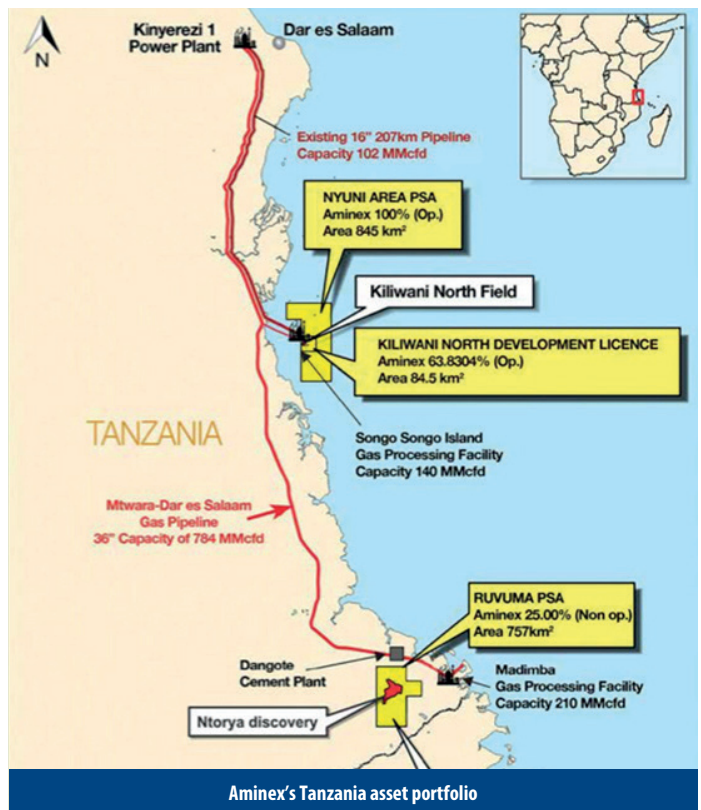 N
Kinyerezi 1
Power Plant
Dar es Salaam
Existing 16" 207km Pipeline
Capacity 102 MMcfd
NYUNI AREA PSA
Aminex 100% (Op.)
Area 845 km²
Kiliwani North Field
KILIWANI NORTH DEVELOPMENT LICENCE
Aminex 63.8304% (Op.)
Area 84.5 km²
TANZANIA
Songo Songo Island
Gas Processing Facility
Capacity 140 MMcfd
Mtwara-Dar es Salaam
Gas Pipeline
36" Capacity of 784 MMcfd
RUVUMA PSA
Aminex 25.00% (Non op.)
Area 757km²
Dangote
Cement Plant
Madimba
Gas Processing Facility
Capacity 210 MMcfd
Ntorya discovery
Aminex's Tanzania asset portfolio